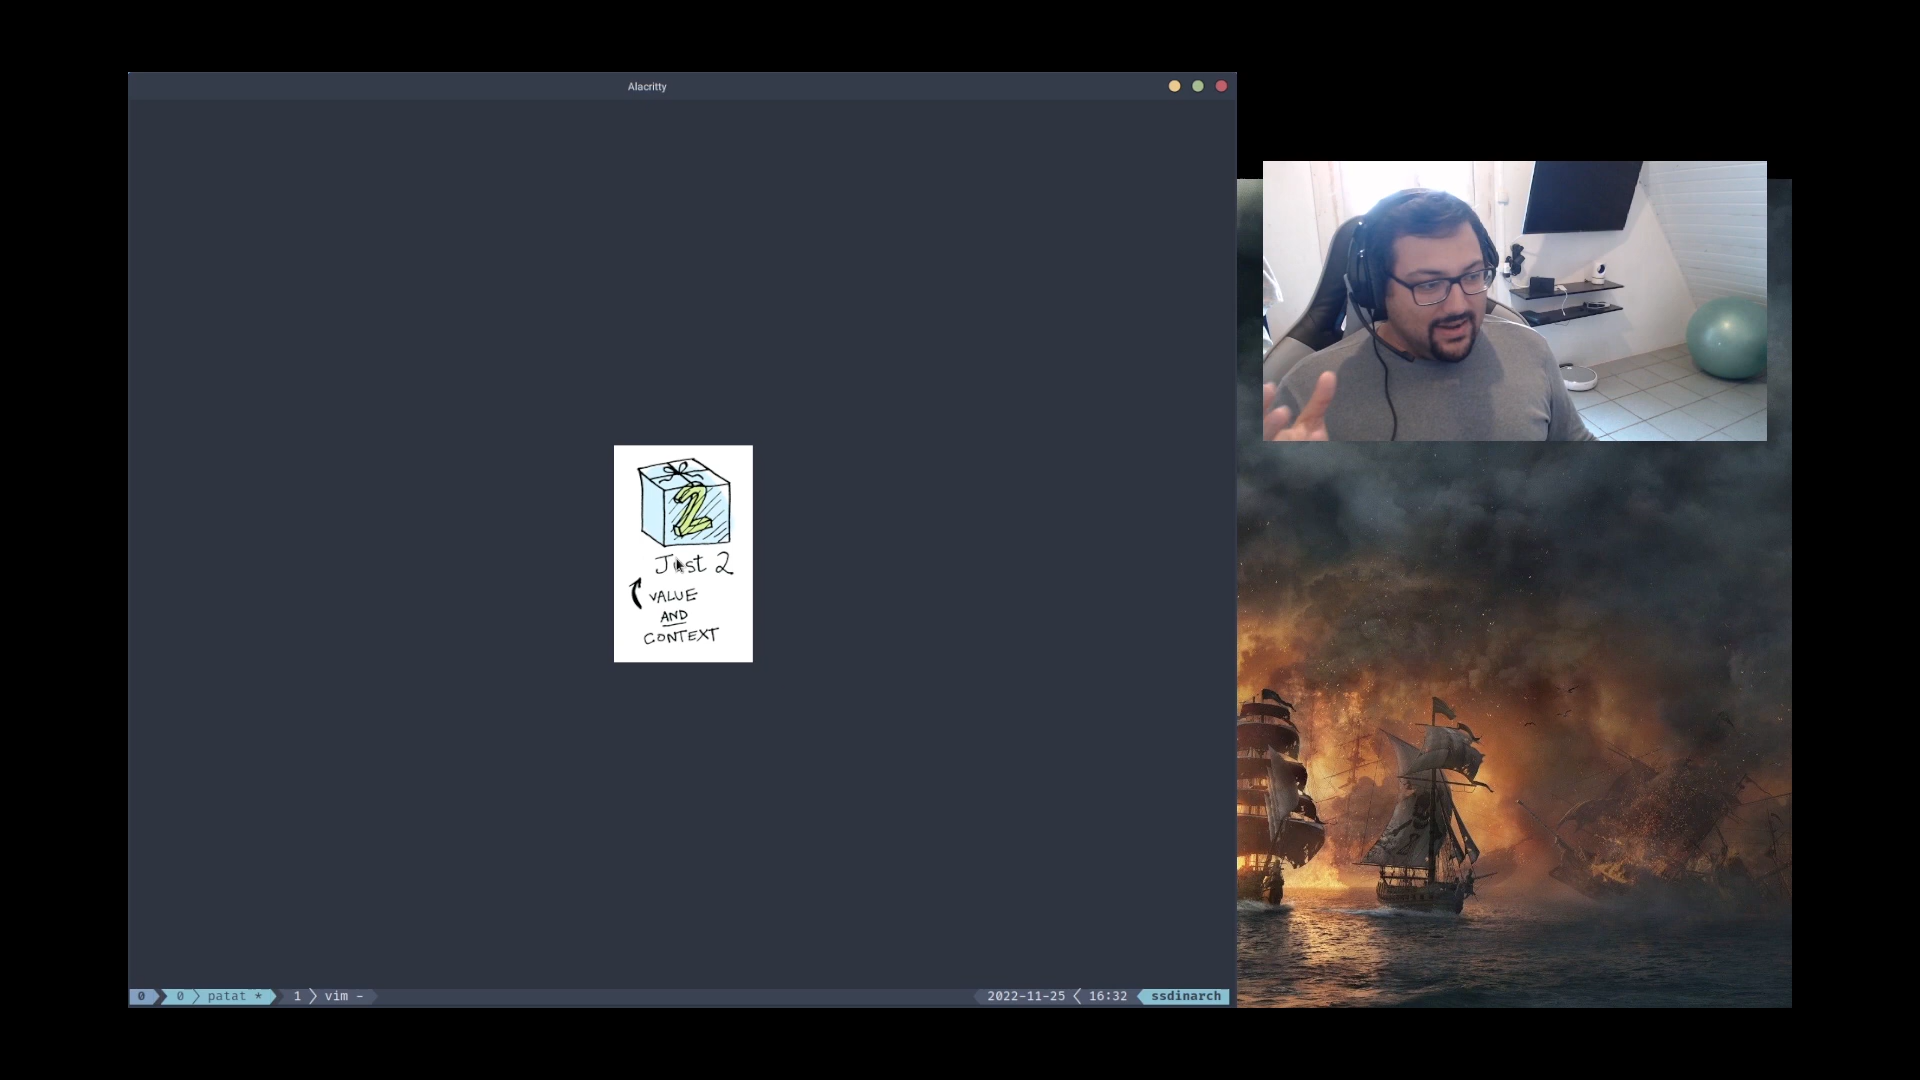 Alacritty
2
Just 2
VALUE
AND
CONTEXT
0 0 patat * 1 vim - 2022-11-25 16:32 ssdinarch